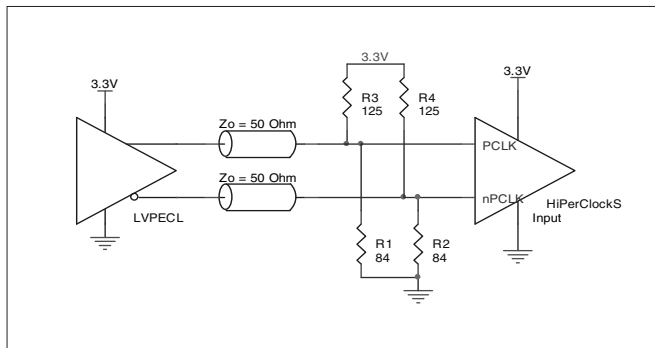 3.3V
3.3V
3.3V
R3
125
R4
125
Zo = 50 Ohm
PCLK
Zo = 50 Ohm
nPCLK
HiPerClockS
Input
LVPECL
R1
84
R2
84